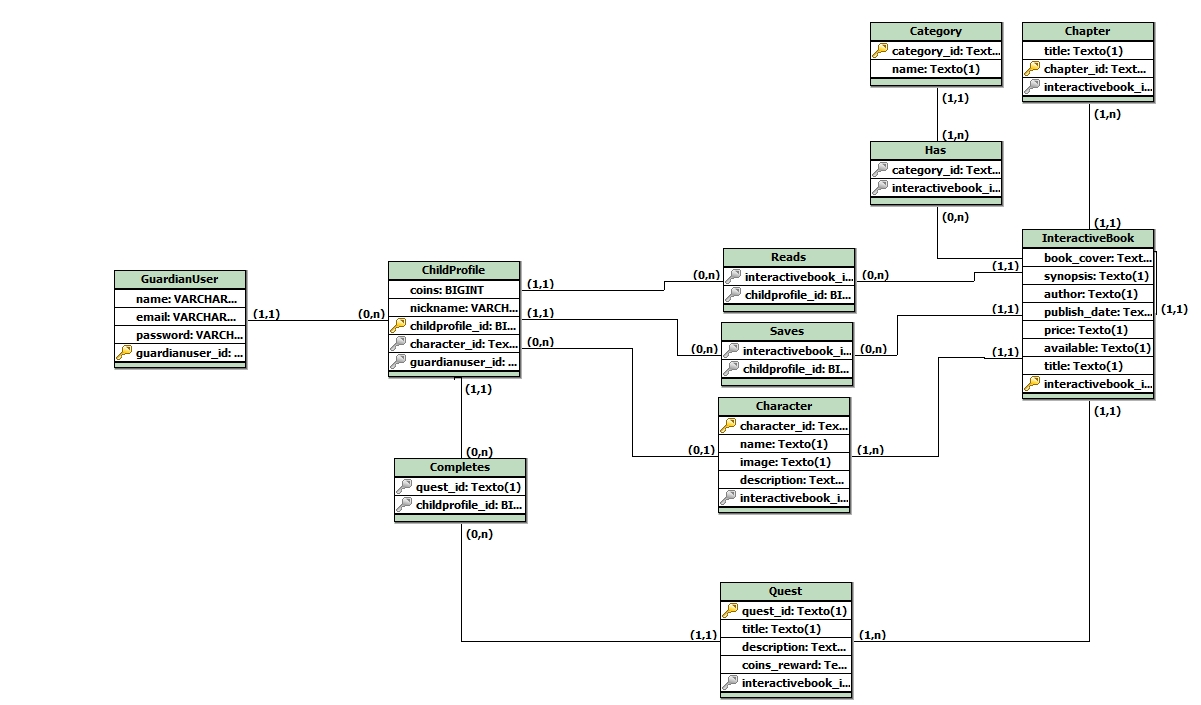 Category
category_id: Text...
name: Texto(1)
(1,1)
Chapter
title: Texto(1)
chapter_id: Text...
interactivebook_i...
(1,n)
(1,n)
Has
category_id: Text...
interactivebook_i...
(0,n)
(1,1)
InteractiveBook
book_cover: Text...
synopsis: Texto(1)
author: Texto(1)
publish_date: Tex...
price: Texto(1)
available: Texto(1)
title: Texto(1)
interactivebook_i...
(1,1)
(1,1)
(1,1)
(1,1)
(1,1)
GuardianUser
name: VARCHAR...
email: VARCHAR...
password: VARCH...
guardianuser_id: ...
(1,1)
(0,n)
ChildProfile
coins: BIGINT
nickname: VARCH...
childprofile_id: BI...
character_id: Tex...
guardianuser_id: ...
(1,1)
(1,1)
(0,n)
(1,1)
(0,n)
Reads
interactivebook_i...
childprofile_id: BI...
(0,n)
(0,n)
Saves
interactivebook_i...
childprofile_id: BI...
(0,n)
(0,1)
Character
character_id: Tex...
name: Texto(1)
image: Texto(1)
description: Text...
interactivebook_i...
(1,n)
(0,n)
Completes
quest_id: Texto(1)
childprofile_id: BI...
(0,n)
(1,1)
Quest
quest_id: Texto(1)
title: Texto(1)
description: Text...
coins_reward: Te...
interactivebook_i...
(1,n)